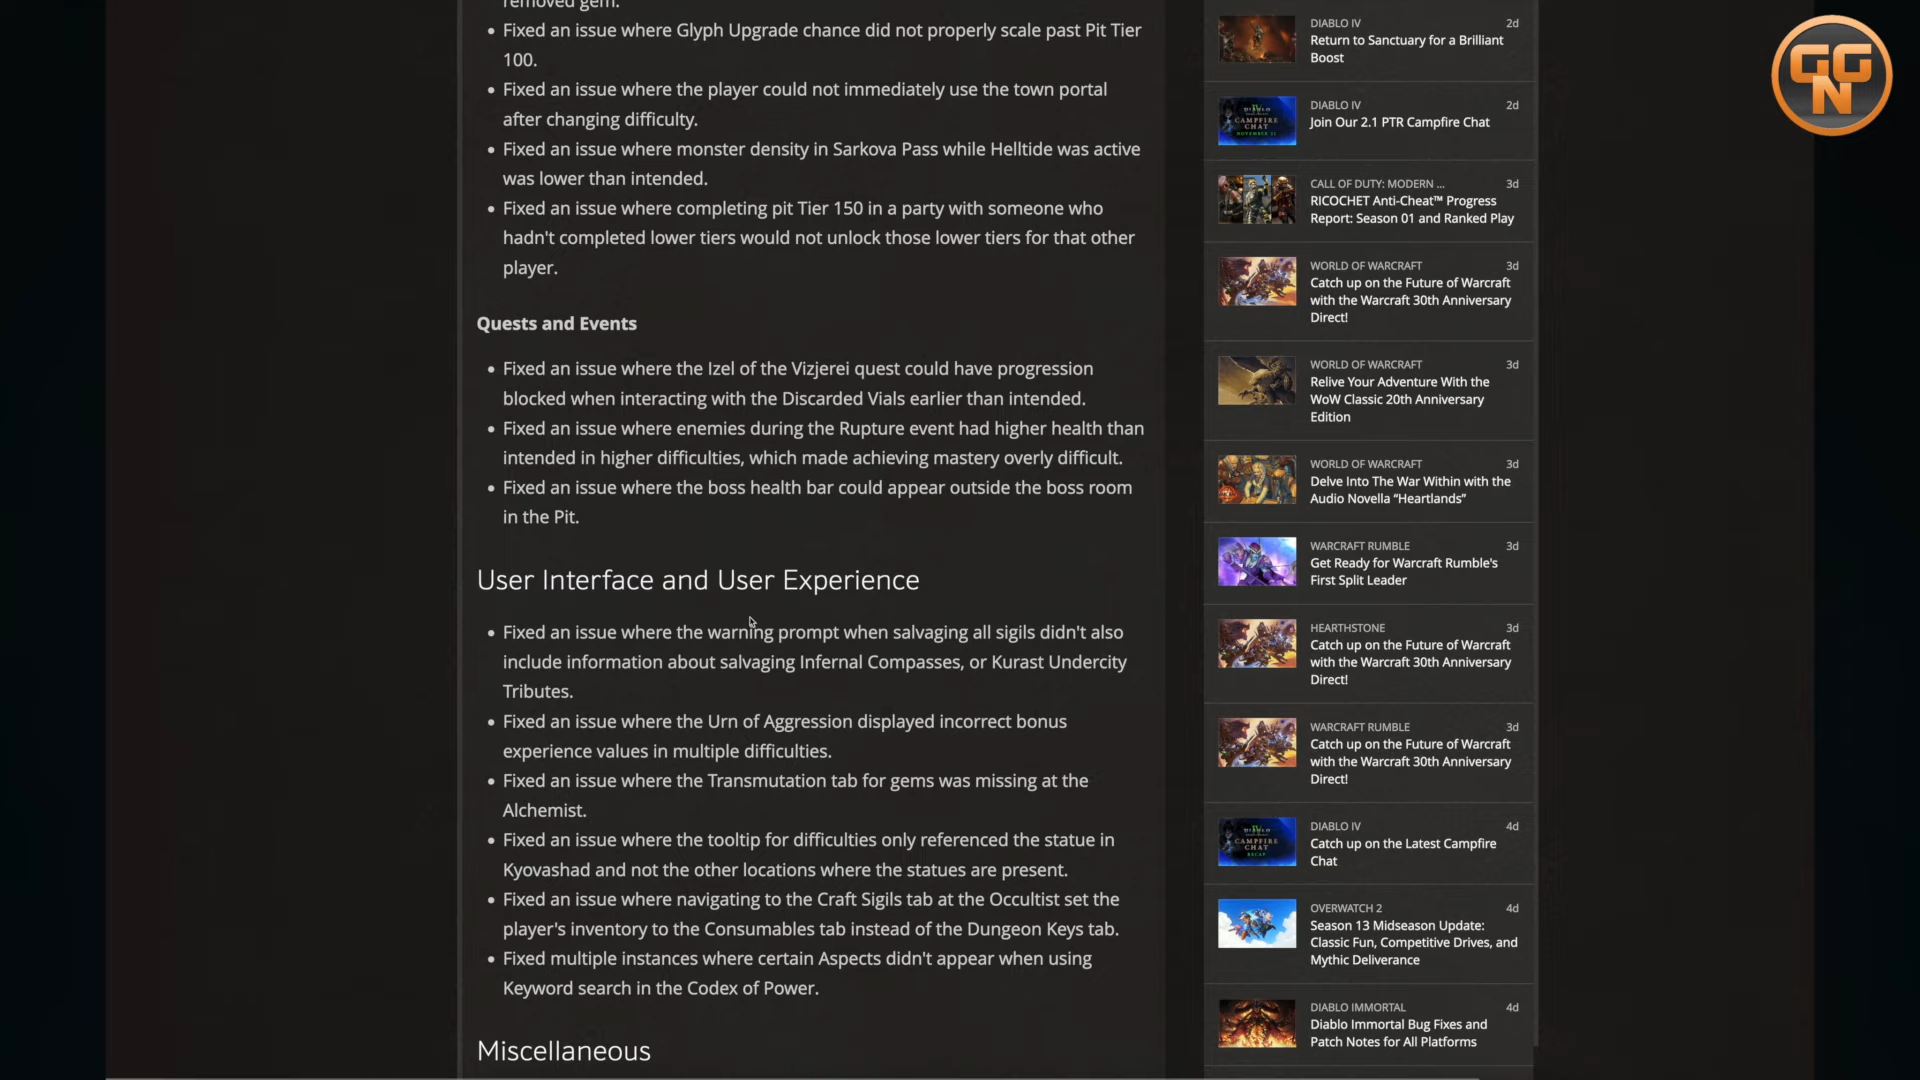 removed gem.
• Fixed an issue where Glyph Upgrade chance did not properly scale past Pit Tier
100.
• Fixed an issue where the player could not immediately use the town portal
after changing difficulty.
• Fixed an issue where monster density in Sarkova Pass while Helltide was active
was lower than intended.
• Fixed an issue where completing pit Tier 150 in a party with someone who
hadn't completed lower tiers would not unlock those lower tiers for that other
player.
Quests and Events
• Fixed an issue where the Izel of the Vizjerei quest could have progression
blocked when interacting with the Discarded Vials earlier than intended.
• Fixed an issue where enemies during the Rupture event had higher health than
intended in higher difficulties, which made achieving mastery overly difficult.
• Fixed an issue where the boss health bar could appear outside the boss room
in the Pit.
User Interface and User Experience
• Fixed an issue where the warning prompt when salvaging all sigils didn't also
include information about salvaging Infernal Compasses, or Kurast Undercity
Tributes.
• Fixed an issue where the Urn of Aggression displayed incorrect bonus
experience values in multiple difficulties.
• Fixed an issue where the Transmutation tab for gems was missing at the
Alchemist.
• Fixed an issue where the tooltip for difficulties only referenced the statue in
Kyovashad and not the other locations where the statues are present.
• Fixed an issue where navigating to the Craft Sigils tab at the Occultist set the
player's inventory to the Consumables tab instead of the Dungeon Keys tab.
• Fixed multiple instances where certain Aspects didn't appear when using
Keyword search in the Codex of Power.
Miscellaneous
DIABLO IV 2d
Return to Sanctuary for a Brilliant
Boost
DIABLO IV 2d
Join Our 2.1 PTR Campfire Chat
DIABLO
CAMPFIRE
CHAT
CALL OF DUTY: MODERN ... 3d
RICOCHET Anti-Cheat™ Progress
Report: Season 01 and Ranked Play
WORLD OF WARCRAFT 3d
Catch up on the Future of Warcraft
with the Warcraft 30th Anniversary
Direct!
WORLD OF WARCRAFT 3d
Relive Your Adventure With the
WoW Classic 20th Anniversary
Edition
WORLD OF WARCRAFT 3d
Delve Into The War Within with the
Audio Novella “Heartlands”
WARCRAFT RUMBLE 3d
Get Ready for Warcraft Rumble's
First Split Leader
HEARTHSTONE 3d
Catch up on the Future of Warcraft
with the Warcraft 30th Anniversary
Direct!
WARCRAFT RUMBLE 3d
Catch up on the Future of Warcraft
with the Warcraft 30th Anniversary
Direct!
DIABLO IV 4d
Catch up on the Latest Campfire
Chat
DIABLO
CAMPFIRE
CHAT
RECAP
OVERWATCH 2 4d
Season 13 Midseason Update:
Classic Fun, Competitive Drives, and
Mythic Deliverance
DIABLO IMMORTAL 4d
Diablo Immortal Bug Fixes and
Patch Notes for All Platforms
GG
N